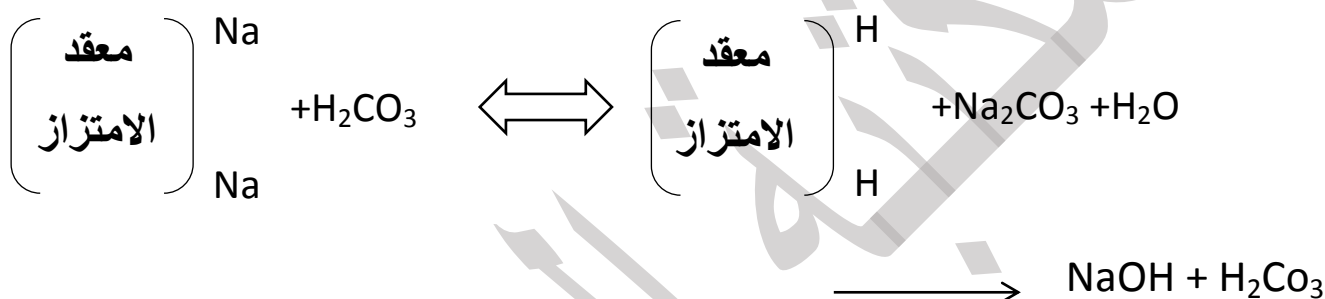 معقد Na معقد H
+H₂CO₃ +Na₂CO₃ +H₂O
الامتزاز Na الامتزاز H
NaOH + H₂Co₃